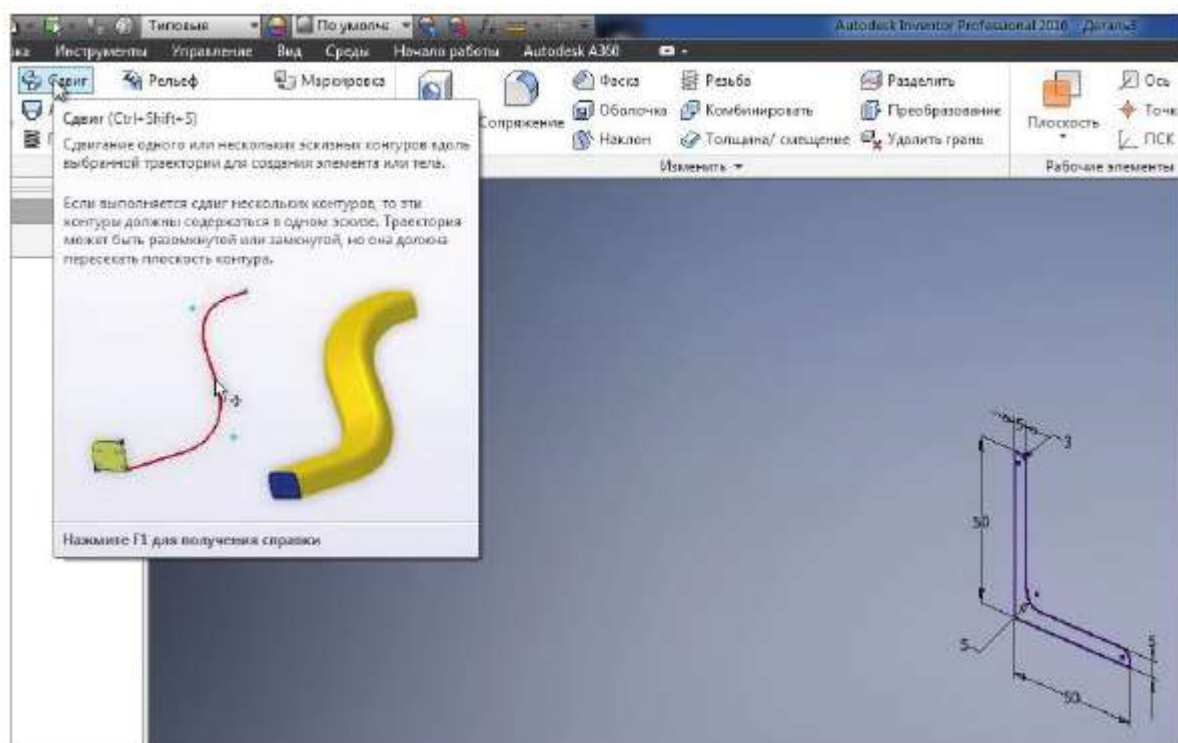 Типовые По умолча Autodesk Inventor Professional 2016 Деталь3
ка Инструменты Управление Вид Среды Начало работы Autodesk A360
Сдвиг Рельеф Маркировка Фаска Резьба Разделить Ось
Сопряжение Оболочка Комбинировать Преобразование Плоскость Точк
Наклон Толщина/ смещение Удалить грань ПСК
Изменить Рабочие элементы
Сдвиг (Ctrl+Shift+S)
Сдвигание одного или нескольких эскизных контуров вдоль
выбранной траектории для создания элемента или тела.
Если выполняется сдвиг нескольких контуров, то эти
контуры должны содержаться в одном эскизе. Траектория
может быть разомкнутой или замкнутой, но она должна
пересекать плоскость контура.
Нажмите F1 для получения справки
5
3
50
5
5
50